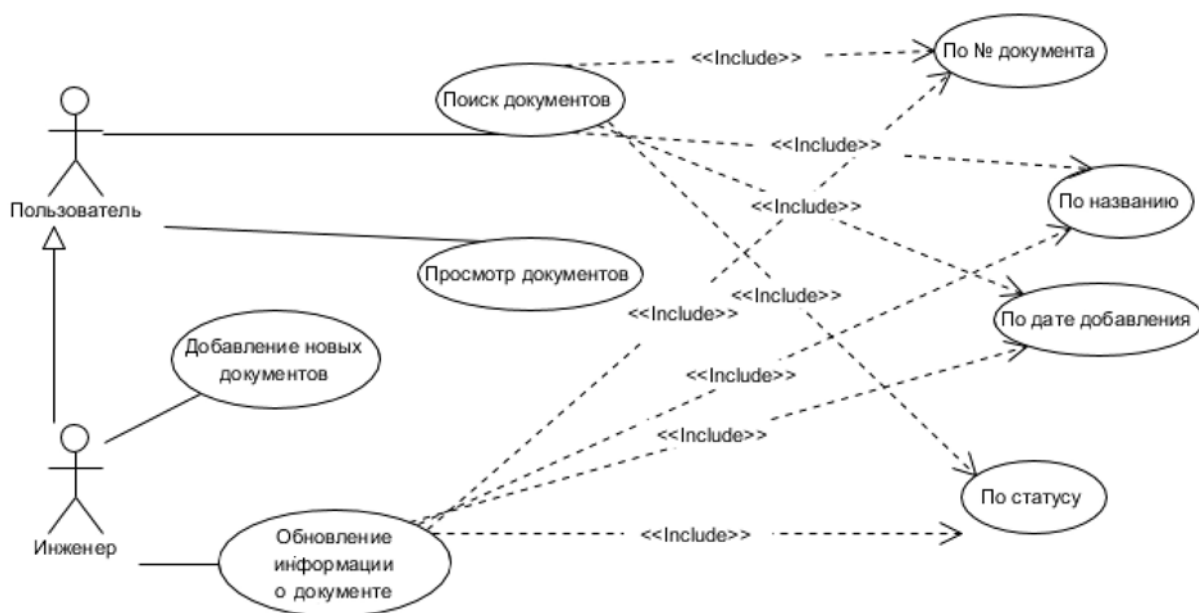 <<Include>>
По № документа
Поиск документов
<<Include>>
Пользователь
<<Include>>
По названию
Просмотр документов
<<Include>>
<<Include>>
По дате добавления
Добавление новых
документов
<<Include>>
<<Include>>
По статусу
Инженер
Обновление
информации
о документе
<<Include>>